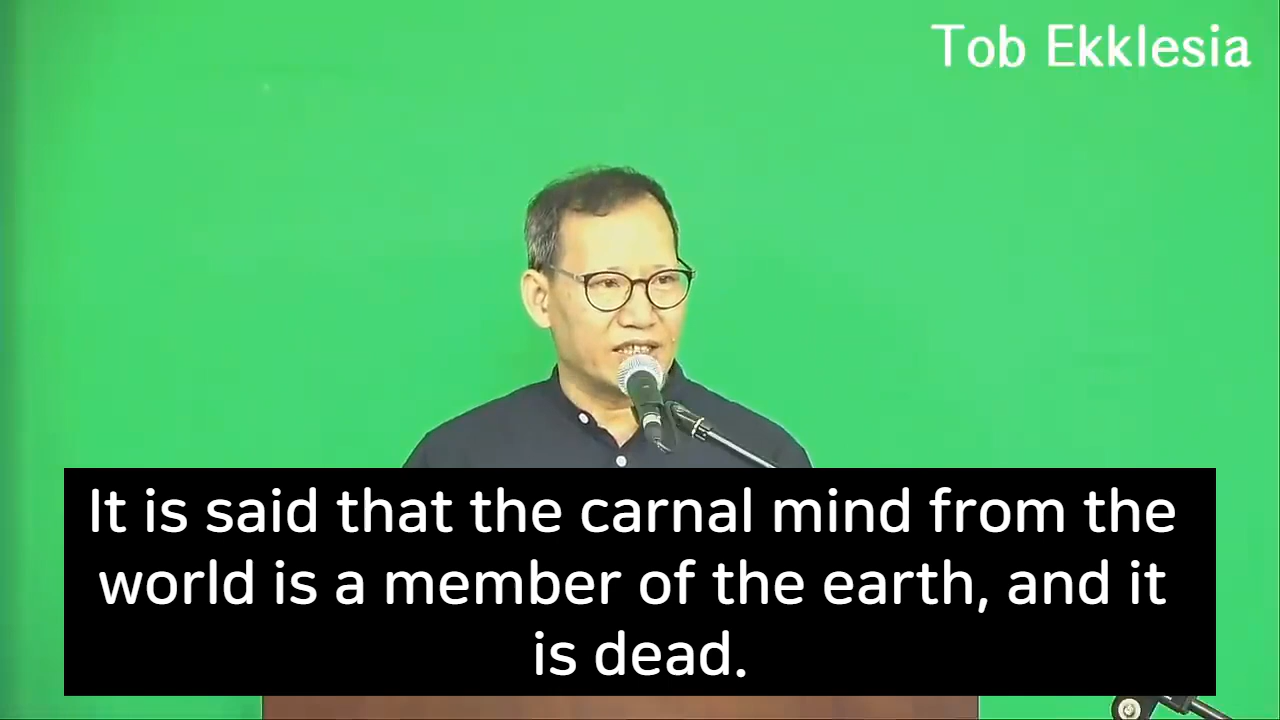 Tob Ekklesia
It is said that the carnal mind from the
world is a member of the earth, and it
is dead.